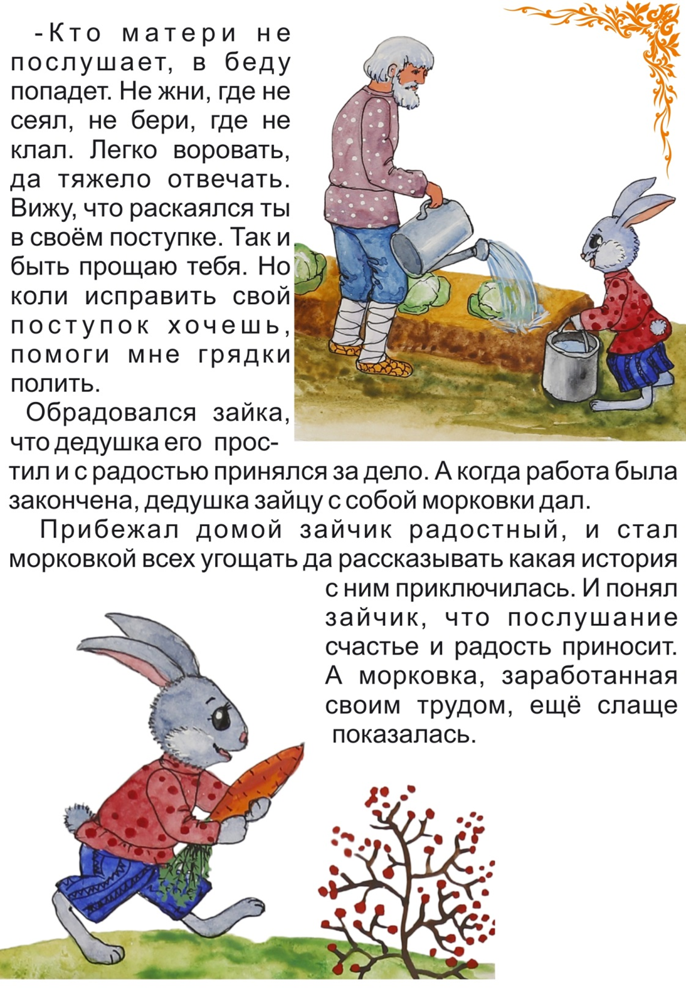 -Кто матери не
послушает, в беду
попадет. Не жни, где не
сеял, не бери, где не
клал. Легко воровать,
да тяжело отвечать.
Вижу, что раскаялся ты
в своём поступке. Так и
быть прощаю тебя. Но
коли исправить свой
поступок хочешь,
помоги мне грядки
полить.
Обрадовался зайка,
что дедушка его прос-
тил и с радостью принялся за дело. А когда работа была
закончена, дедушка зайцу с собой морковки дал.
Прибежал домой зайчик радостный, и стал
морковкой всех угощать да рассказывать какая история
с ним приключилась. И понял
зайчик, что послушание
счастье и радость приносит.
А морковка, заработанная
своим трудом, ещё слаще
показалась.